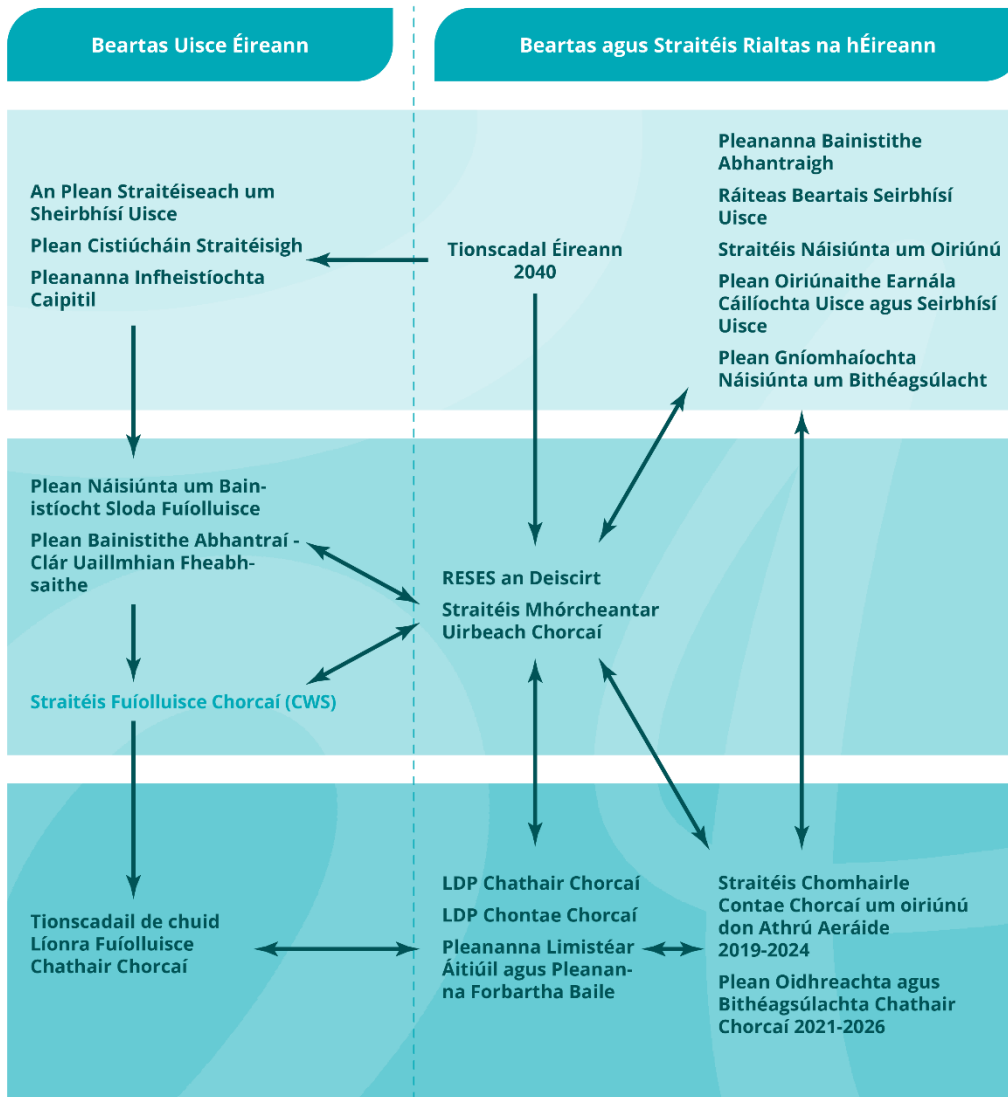 Beartas Uisce Éireann
Beartas agus Straitéis Rialtas na hÉireann
An Plean Straitéiseach um
Sheirbhísí Uisce
Plean Cistiúcháin Straitéisigh
Pleananna Infheistíochta
Caipitil
Tionscadal Éireann
2040
Pleananna Bainistithe
Abhantraigh
Ráiteas Beartais Seirbhísí
Uisce
Straitéis Náisiúnta um Oiriúnú
Plean Oiriúnaithe Earnála
Cáilíochta Uisce agus Seirbhísí
Uisce
Plean Gníomhaíochta
Náisiúnta um Bithéagsúlacht
Plean Náisiúnta um Bain-
istíocht Sloda Fuíolluisce
Plean Bainistithe Abhantraí -
Clár Uaillmhian Fheabh-
saithe
RESES an Deiscirt
Straitéis Mhórcheantar
Uirbeach Chorcaí
Straitéis Fuíolluisce Chorcaí (CWS)
Tionscadail de chuid
Líonra Fuíolluisce
Chathair Chorcaí
LDP Chathair Chorcaí
LDP Chontae Chorcaí
Pleananna Limistéar
Áitiúil agus Pleanan-
na Forbartha Baile
Straitéis Chomhairle
Contae Chorcaí um oiriúnú
don Athrú Aeráide
2019-2024
Plean Oidhreachta agus
Bithéagsúlachta Chathair
Chorcaí 2021-2026